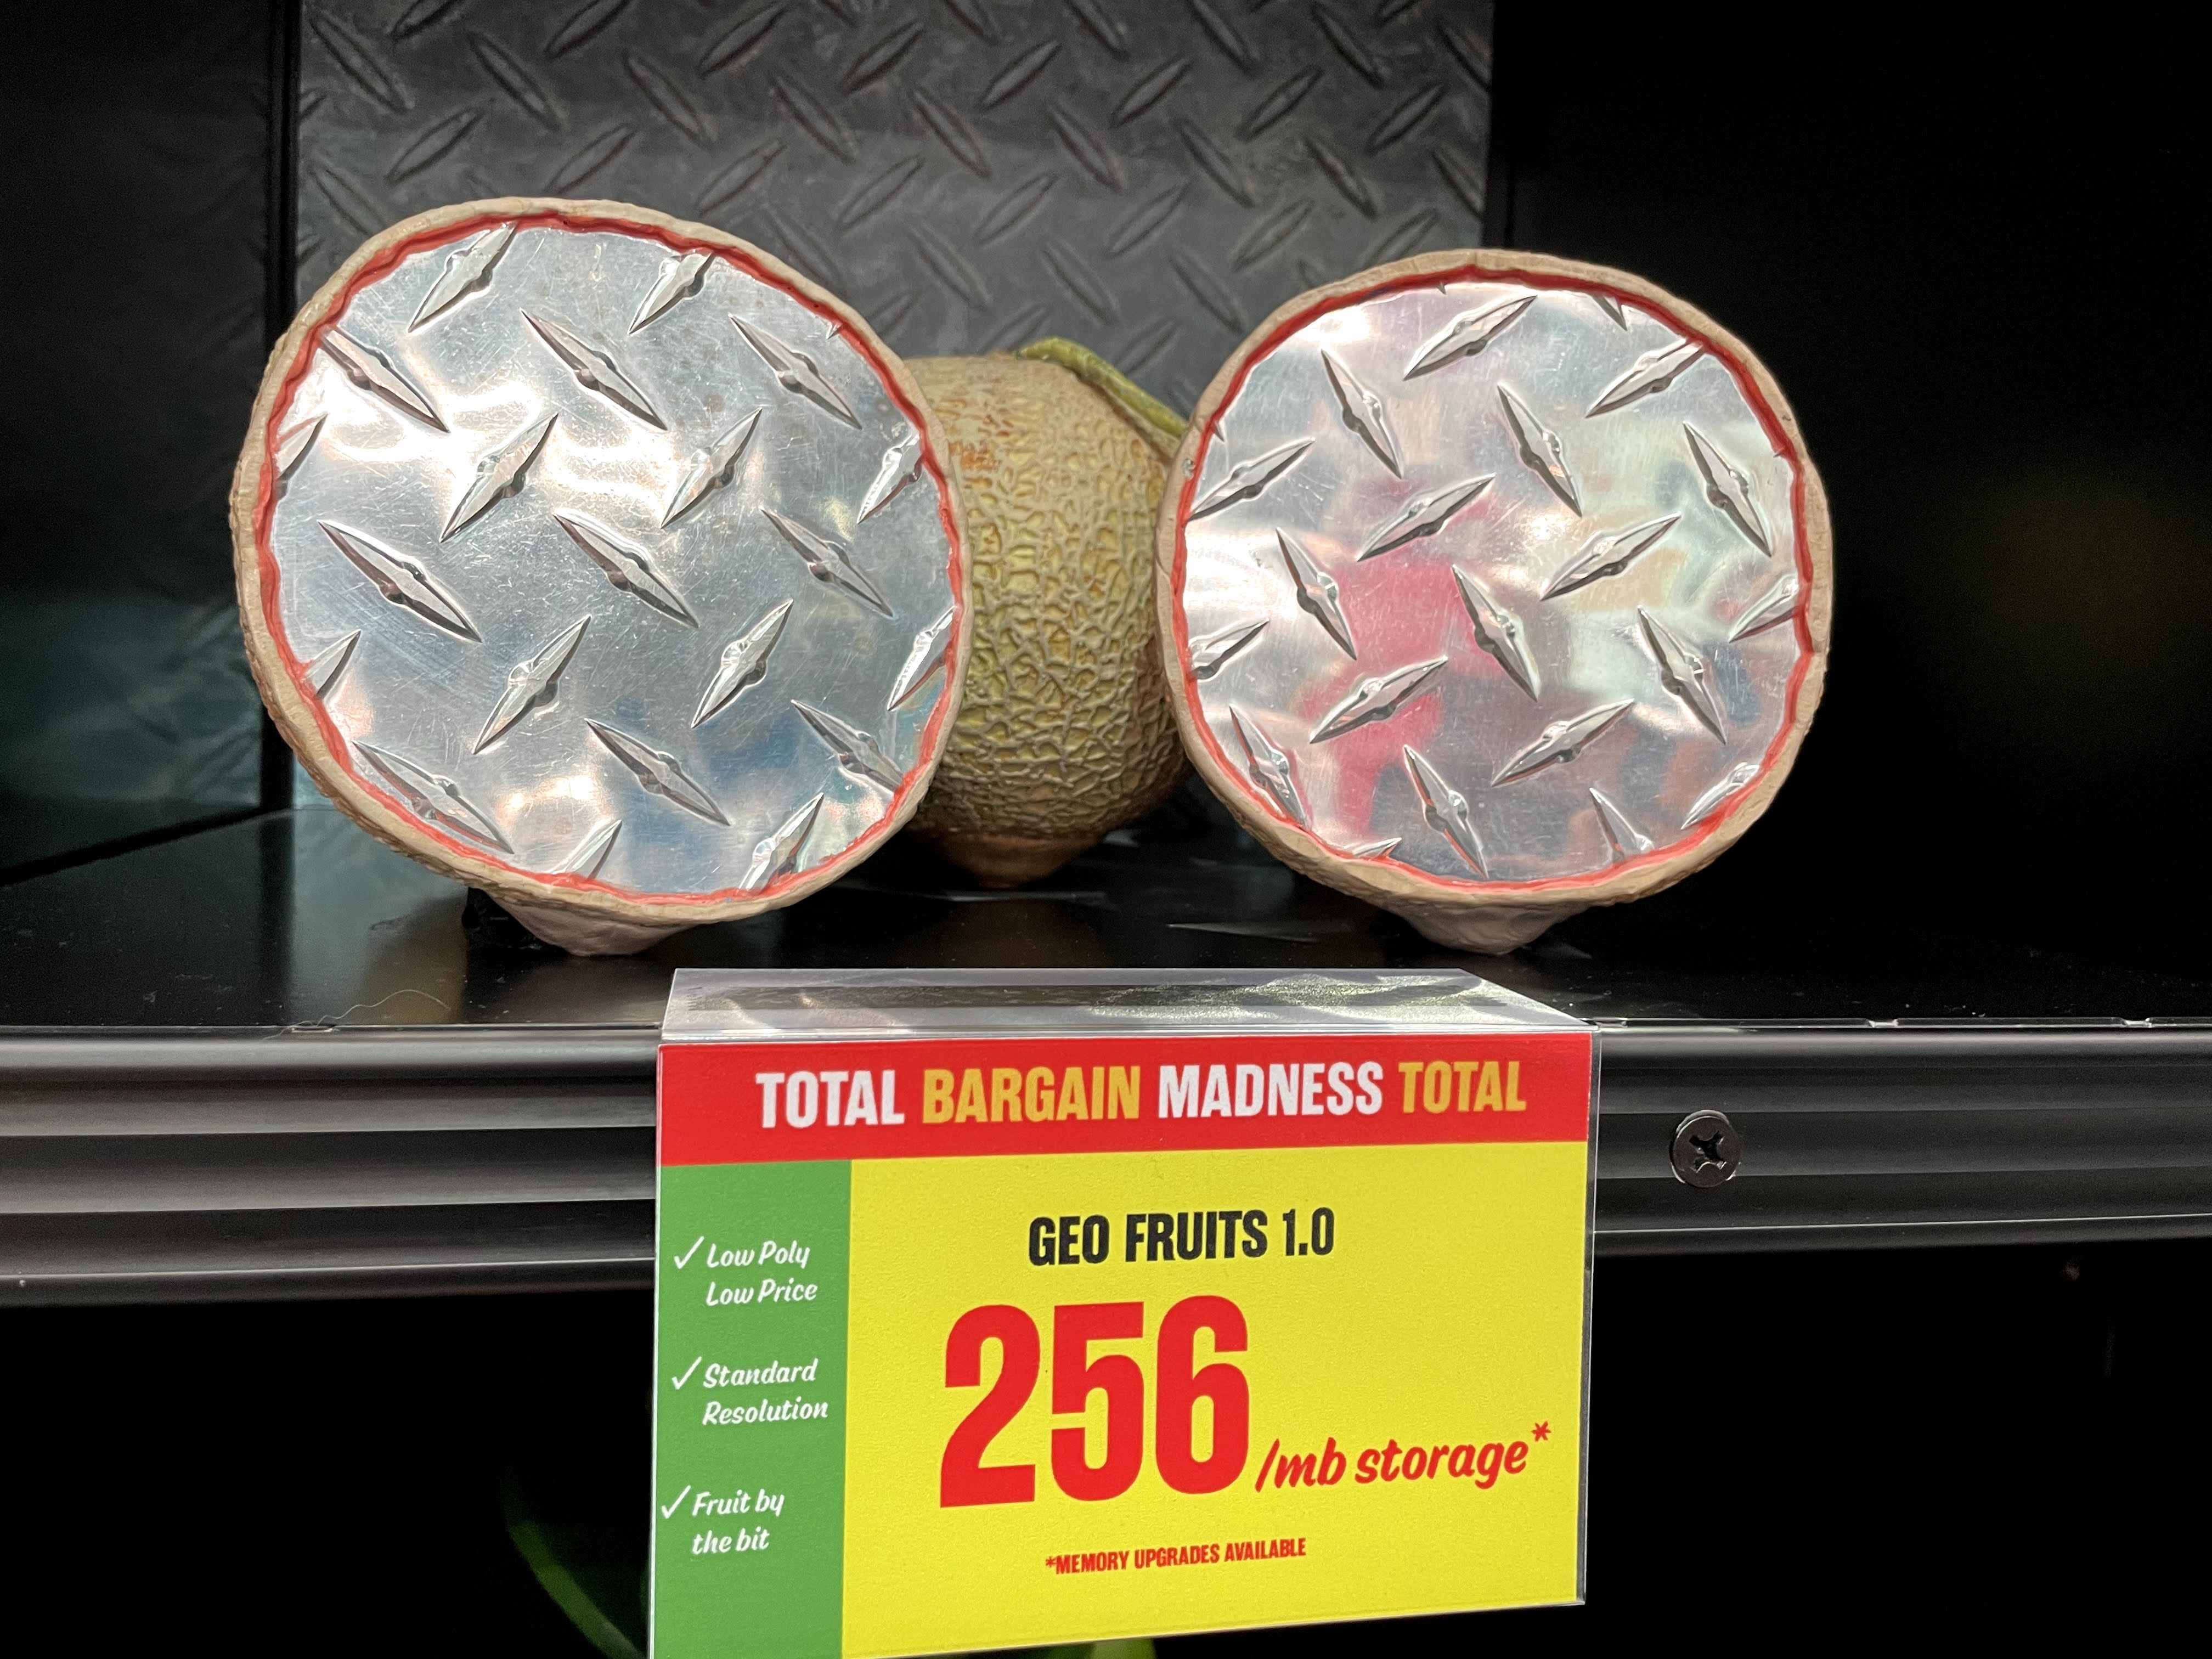 TOTAL BARGAIN MADNESS TOTAL
✓ Low Poly
Low Price
✓ Standard
Resolution
✓ Fruit by
the bit
GEO FRUITS 1.0
256/mb storage*
*MEMORY UPGRADES AVAILABLE